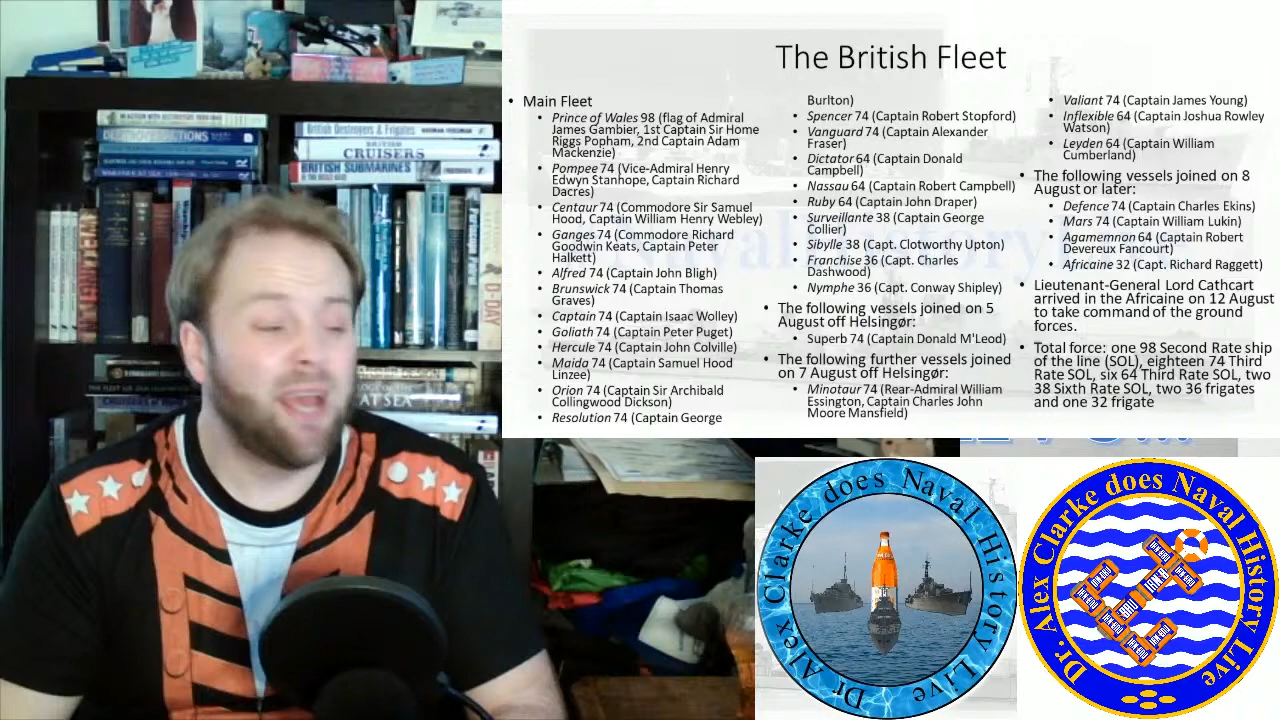 The British Fleet
• Main Fleet
• Prince of Wales 98 (flag of Admiral
James Gambier, 1st Captain Sir Home
Riggs Popham, 2nd Captain Adam
Mackenzie)
• Pompee 74 (Vice-Admiral Henry
Edwyn Stanhope, Captain Richard
Dacres)
• Centaur 74 (Commodore Sir Samuel
Hood, Captain William Henry Webley)
• Ganges 74 (Commodore Richard
Goodwin Keats, Captain Peter
Halkett)
• Alfred 74 (Captain John Bligh)
• Brunswick 74 (Captain Thomas
Graves)
• Captain 74 (Captain Isaac Wolley)
• Goliath 74 (Captain Peter Puget)
• Hercule 74 (Captain John Colville)
• Maida 74 (Captain Samuel Hood
Linzee)
• Orion 74 (Captain Sir Archibald
Collingwood Dickson)
• Resolution 74 (Captain George
Burlton)
• Spencer 74 (Captain Robert Stopford)
• Vanguard 74 (Captain Alexander
Fraser)
• Dictator 64 (Captain Donald
Campbell)
• Nassau 64 (Captain Robert Campbell)
• Ruby 64 (Captain John Draper)
• Surveillante 38 (Captain George
Collier)
• Sibylle 38 (Capt. Clotworthy Upton)
• Franchise 36 (Capt. Charles
Dashwood)
• Nymphe 36 (Capt. Conway Shipley)
• The following vessels joined on 5
August off Helsingør:
• Superb 74 (Captain Donald M'Leod)
• The following further vessels joined
on 7 August off Helsingør:
• Minotaur 74 (Rear-Admiral William
Essington, Captain Charles John
Moore Mansfield)
• Valiant 74 (Captain James Young)
• Inflexible 64 (Captain Joshua Rowley
Watson)
• Leyden 64 (Captain William
Cumberland)
• The following vessels joined on 8
August or later:
• Defence 74 (Captain Charles Ekins)
• Mars 74 (Captain William Lukin)
• Agamemnon 64 (Captain Robert
Devereux Fancourt)
• Africaine 32 (Capt. Richard Raggett)
• Lieutenant-General Lord Cathcart
arrived in the Africaine on 12 August
to take command of the ground
forces.
• Total force: one 98 Second Rate ship
of the line (SOL), eighteen 74 Third
Rate SOL, six 64 Third Rate SOL, two
38 Sixth Rate SOL, two 36 frigates
and one 32 frigate
Naval History
British Destroyers & Frigates
BRITISH
CRUISERS
BRITISH SUBMARINES
AT SEA
D-DAY
Dr Alex Clarke does Naval History Live
Dr. Alex Clarke does Naval History Live